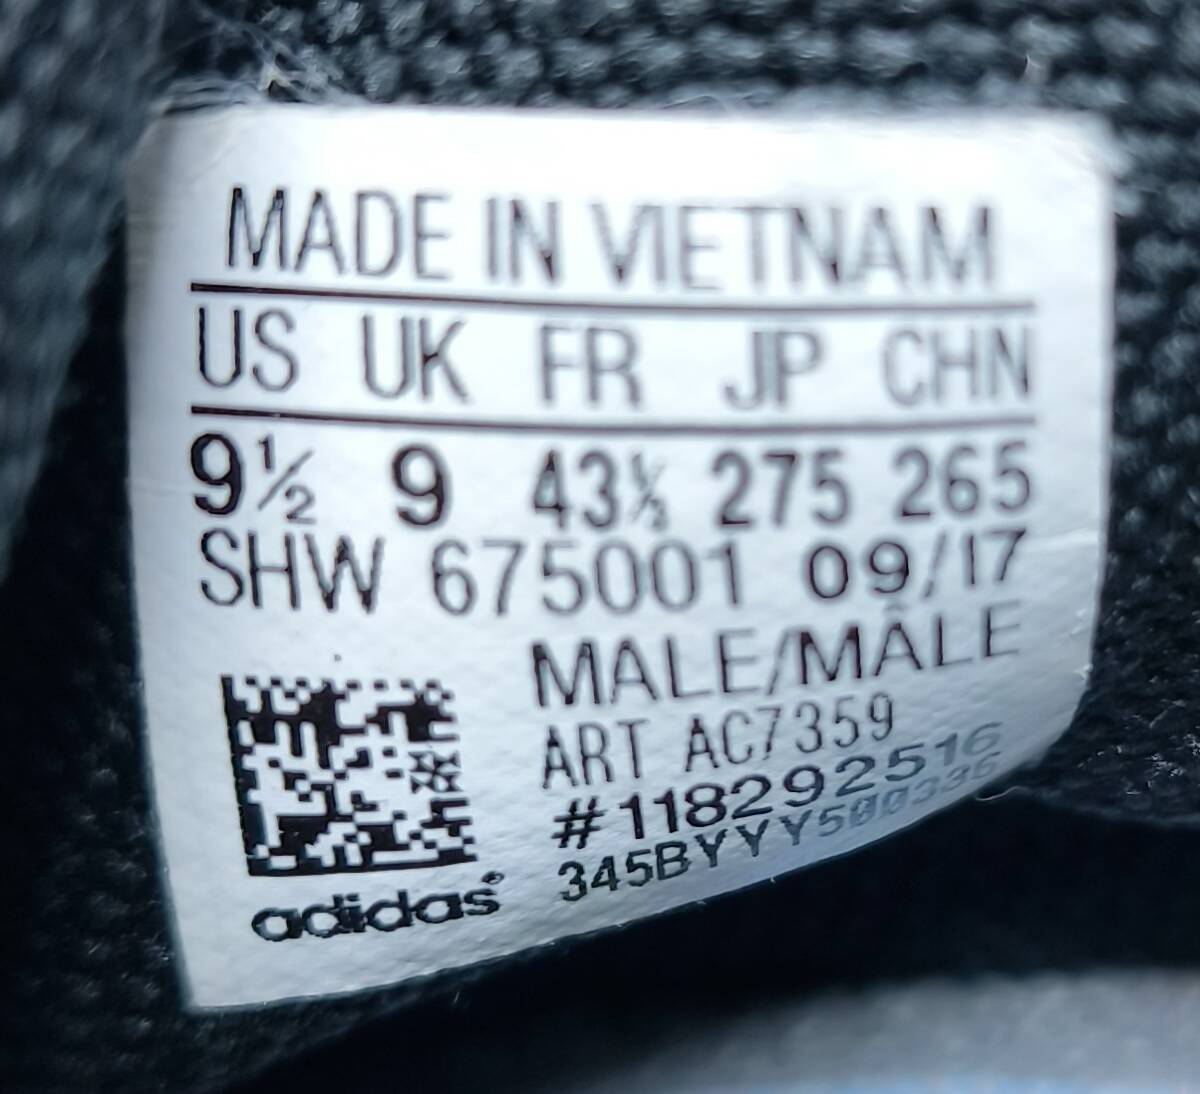 MADE IN VIETNAM
US UK FR JP CHN
9½ 9 43⅓ 275 265
SHW 675001 09/17
MALE/MÂLE
ART AC7359
#118292516
345BYYY500336
adidas®